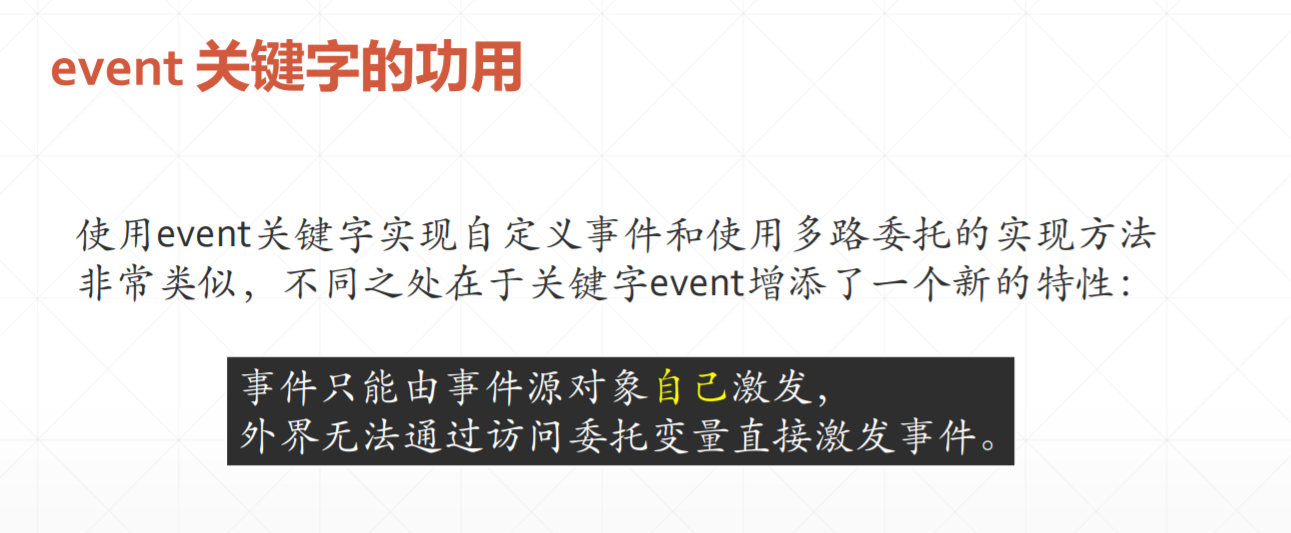 event 关键字的功用
使用event关键字实现自定义事件和使用多路委托的实现方法
非常类似，不同之处在于关键字event增添了一个新的特性：
事件只能由事件源对象自己激发，
外界无法通过访问委托变量直接激发事件。